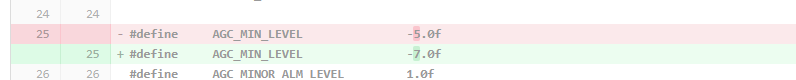 24 24
25 - #define AGC_MIN_LEVEL -5.0f
25 + #define AGC_MIN_LEVEL -7.0f
26 26 #define AGC_MINOR_ALM_LEVEL 1.0f